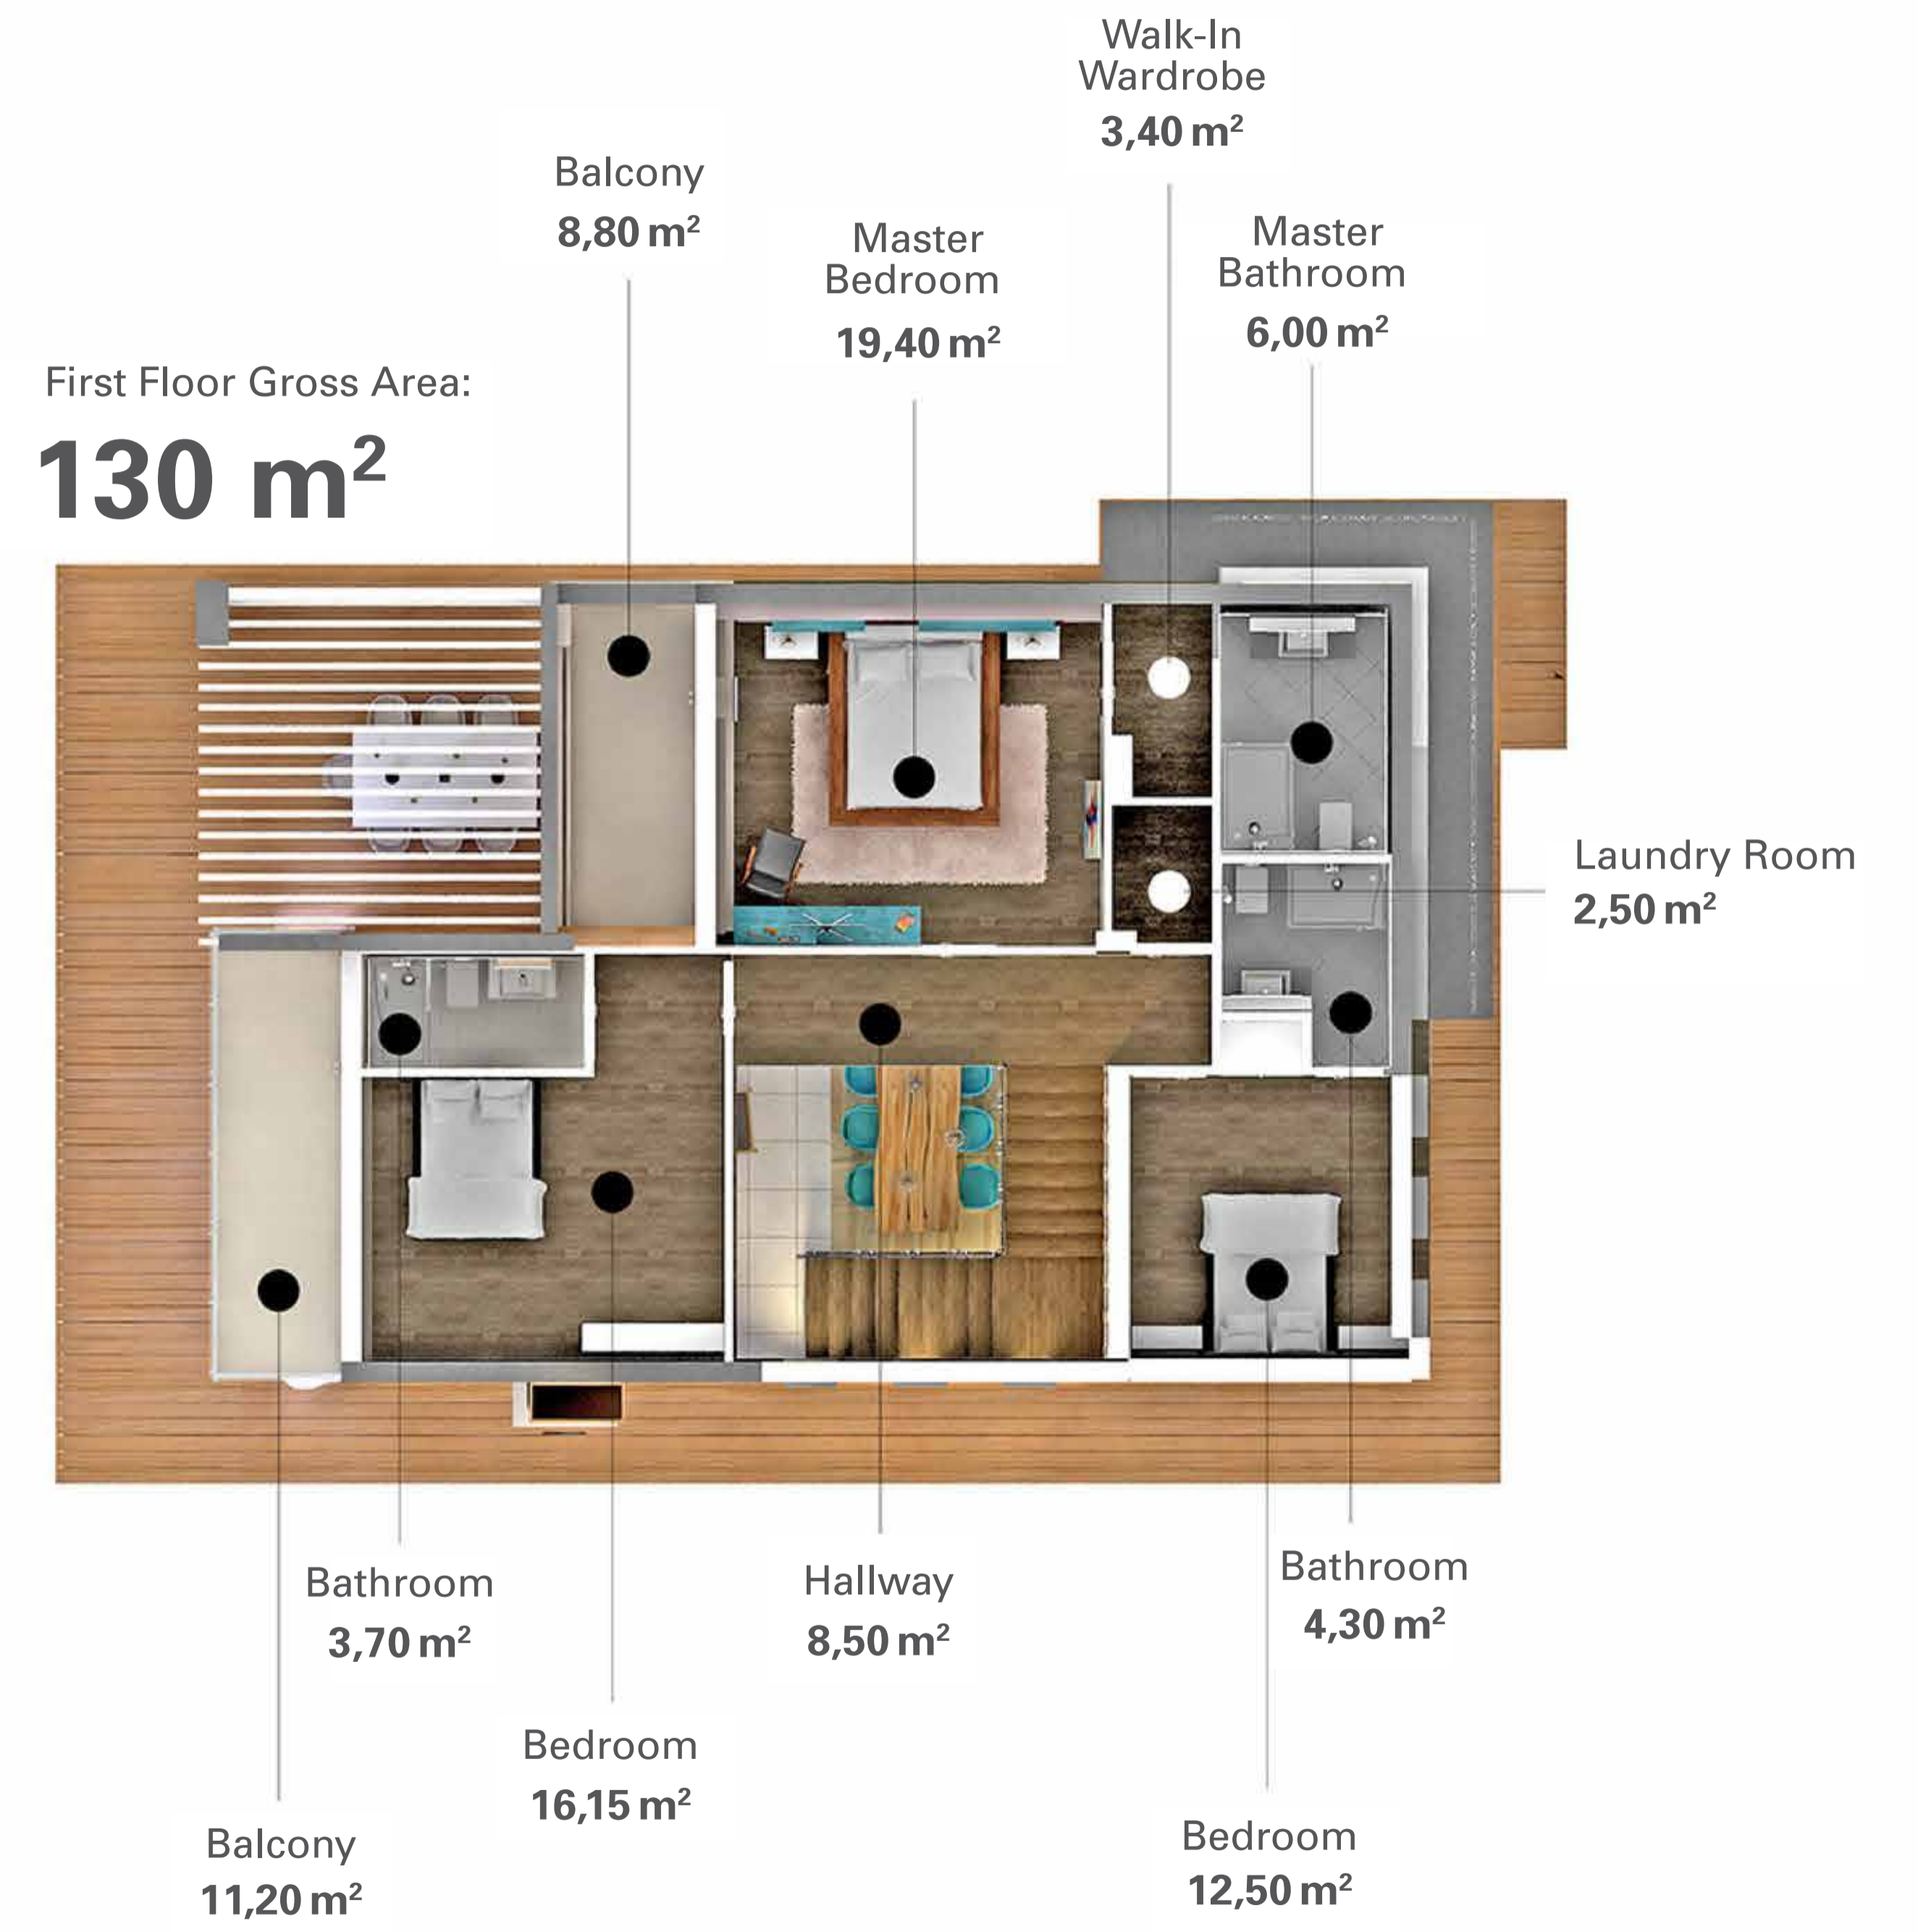 Walk-In
Wardrobe
3,40 m²
Balcony
8,80 m²
Master
Bedroom
19,40 m²
Master
Bathroom
6,00 m²
First Floor Gross Area:
130 m²
Laundry Room
2,50 m²
Bathroom
3,70 m²
Hallway
8,50 m²
Bathroom
4,30 m²
Bedroom
16,15 m²
Balcony
11,20 m²
Bedroom
12,50 m²